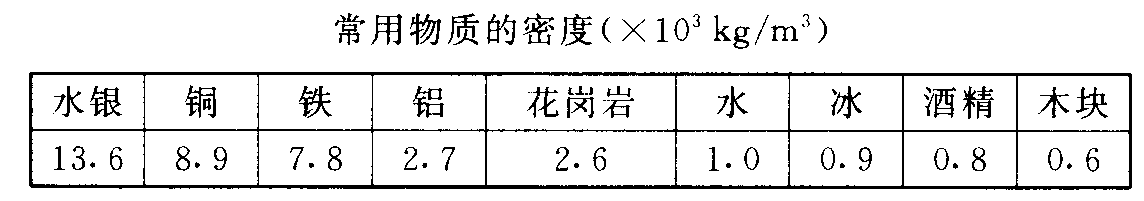 常用物质的密度(×10³ kg/m³)
水银 铜 铁 铝 花岗岩 水 冰 酒精 木块
13.6 8.9 7.8 2.7 2.6 1.0 0.9 0.8 0.6